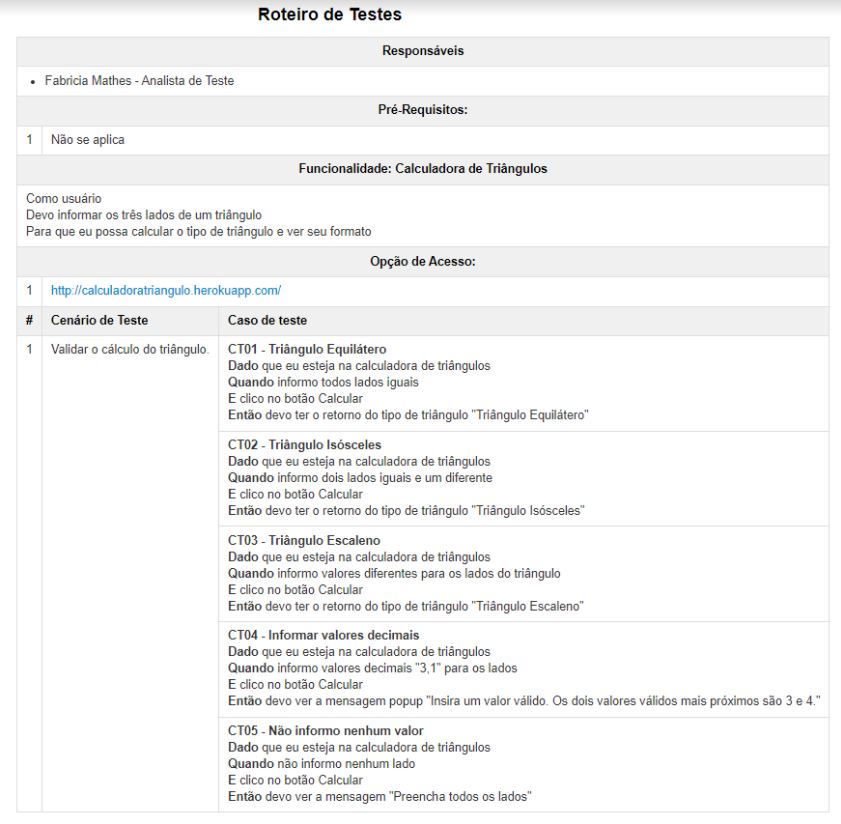 Roteiro de Testes
Responsáveis
• Fabricia Mathes - Analista de Teste
Pré-Requisitos:
1 Não se aplica
Funcionalidade: Calculadora de Triângulos
Como usuário
Devo informar os três lados de um triângulo
Para que eu possa calcular o tipo de triângulo e ver seu formato
Opção de Acesso:
1 http://calculadoratriangulo.herokuapp.com/
# Cenário de Teste Caso de teste
1 Validar o cálculo do triângulo.
CT01 - Triângulo Equilátero
Dado que eu esteja na calculadora de triângulos
Quando informo todos lados iguais
E clico no botão Calcular
Então devo ter o retorno do tipo de triângulo "Triângulo Equilátero"
CT02 - Triângulo Isósceles
Dado que eu esteja na calculadora de triângulos
Quando informo dois lados iguais e um diferente
E clico no botão Calcular
Então devo ter o retorno do tipo de triângulo "Triângulo Isósceles"
CT03 - Triângulo Escaleno
Dado que eu esteja na calculadora de triângulos
Quando informo valores diferentes para os lados do triângulo
E clico no botão Calcular
Então devo ter o retorno do tipo de triângulo "Triângulo Escaleno"
CT04 - Informar valores decimais
Dado que eu esteja na calculadora de triângulos
Quando informo valores decimais "3,1" para os lados
E clico no botão Calcular
Então devo ver a mensagem popup "Insira um valor válido. Os dois valores válidos mais próximos são 3 e 4."
CT05 - Não informo nenhum valor
Dado que eu esteja na calculadora de triângulos
Quando não informo nenhum lado
E clico no botão Calcular
Então devo ver a mensagem "Preencha todos os lados"